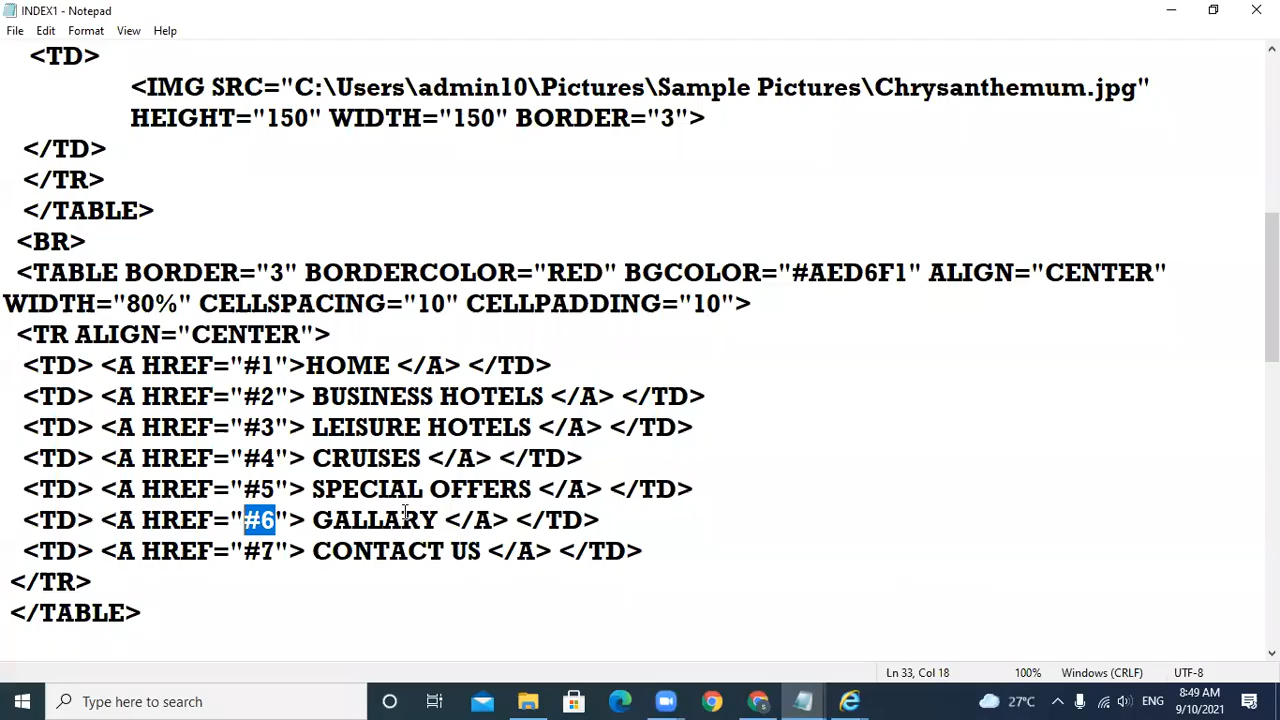 INDEX1 - Notepad
File Edit Format View Help
<TD>
<IMG SRC="C:\Users\admin10\Pictures\Sample Pictures\Chrysanthemum.jpg"
HEIGHT="150" WIDTH="150" BORDER="3">
</TD>
</TR>
</TABLE>
<BR>
<TABLE BORDER="3" BORDERCOLOR="RED" BGCOLOR="#AED6F1" ALIGN="CENTER"
WIDTH="80%" CELLSPACING="10" CELLPADDING="10">
<TR ALIGN="CENTER">
<TD> <A HREF="#1">HOME </A> </TD>
<TD> <A HREF="#2"> BUSINESS HOTELS </A> </TD>
<TD> <A HREF="#3"> LEISURE HOTELS </A> </TD>
<TD> <A HREF="#4"> CRUISES </A> </TD>
<TD> <A HREF="#5"> SPECIAL OFFERS </A> </TD>
<TD> <A HREF="#6"> GALLARY </A> </TD>
<TD> <A HREF="#7"> CONTACT US </A> </TD>
</TR>
</TABLE>
Ln 33, Col 18 100% Windows (CRLF) UTF-8
Type here to search 27°C ENG 8:49 AM
9/10/2021